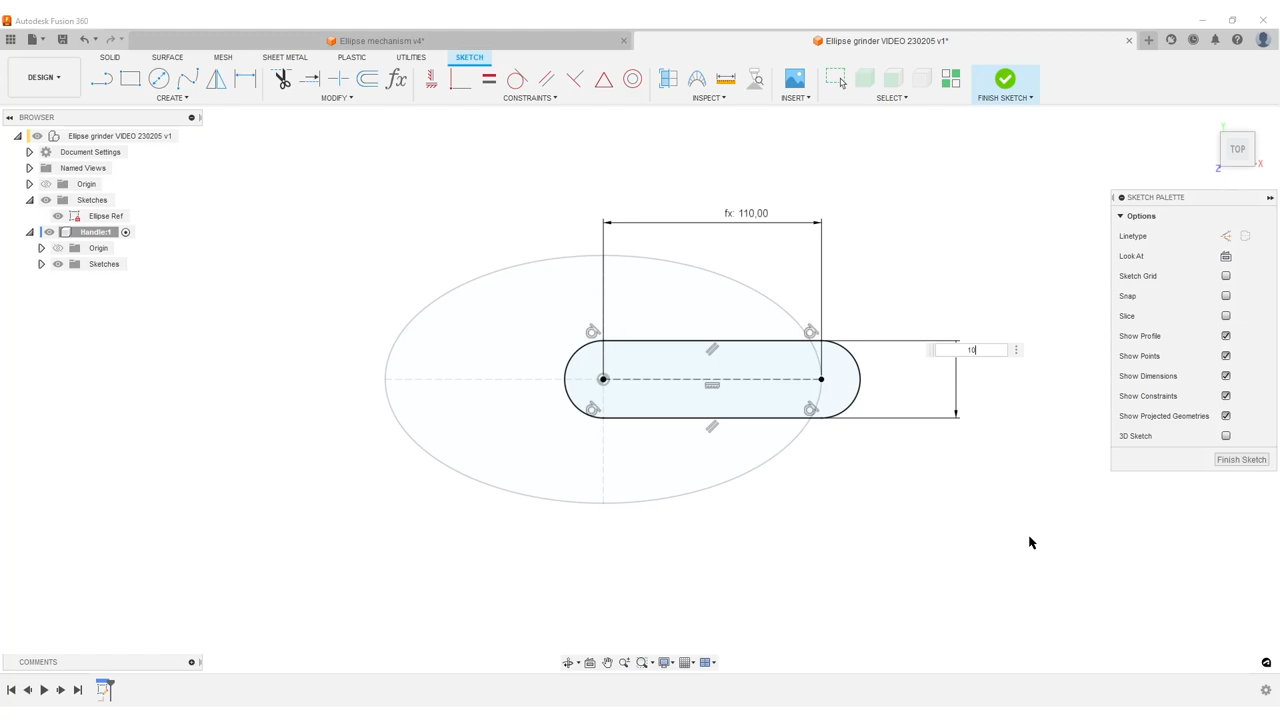 Autodesk Fusion 360
Ellipse mechanism v4*
Ellipse grinder VIDEO 230205 v1*
DESIGN
SOLID
SURFACE
MESH
SHEET METAL
PLASTIC
UTILITIES
SKETCH
CREATE
MODIFY
CONSTRAINTS
INSPECT
INSERT
SELECT
FINISH SKETCH
BROWSER
Ellipse grinder VIDEO 230205 v1
Document Settings
Named Views
Origin
Sketches
Ellipse Ref
Handle:1
Origin
Sketches
fx: 110,00
10
Y
TOP
X
Z
SKETCH PALETTE
Options
Linetype
Look At
Sketch Grid
Snap
Slice
Show Profile
Show Points
Show Dimensions
Show Constraints
Show Projected Geometries
3D Sketch
Finish Sketch
COMMENTS